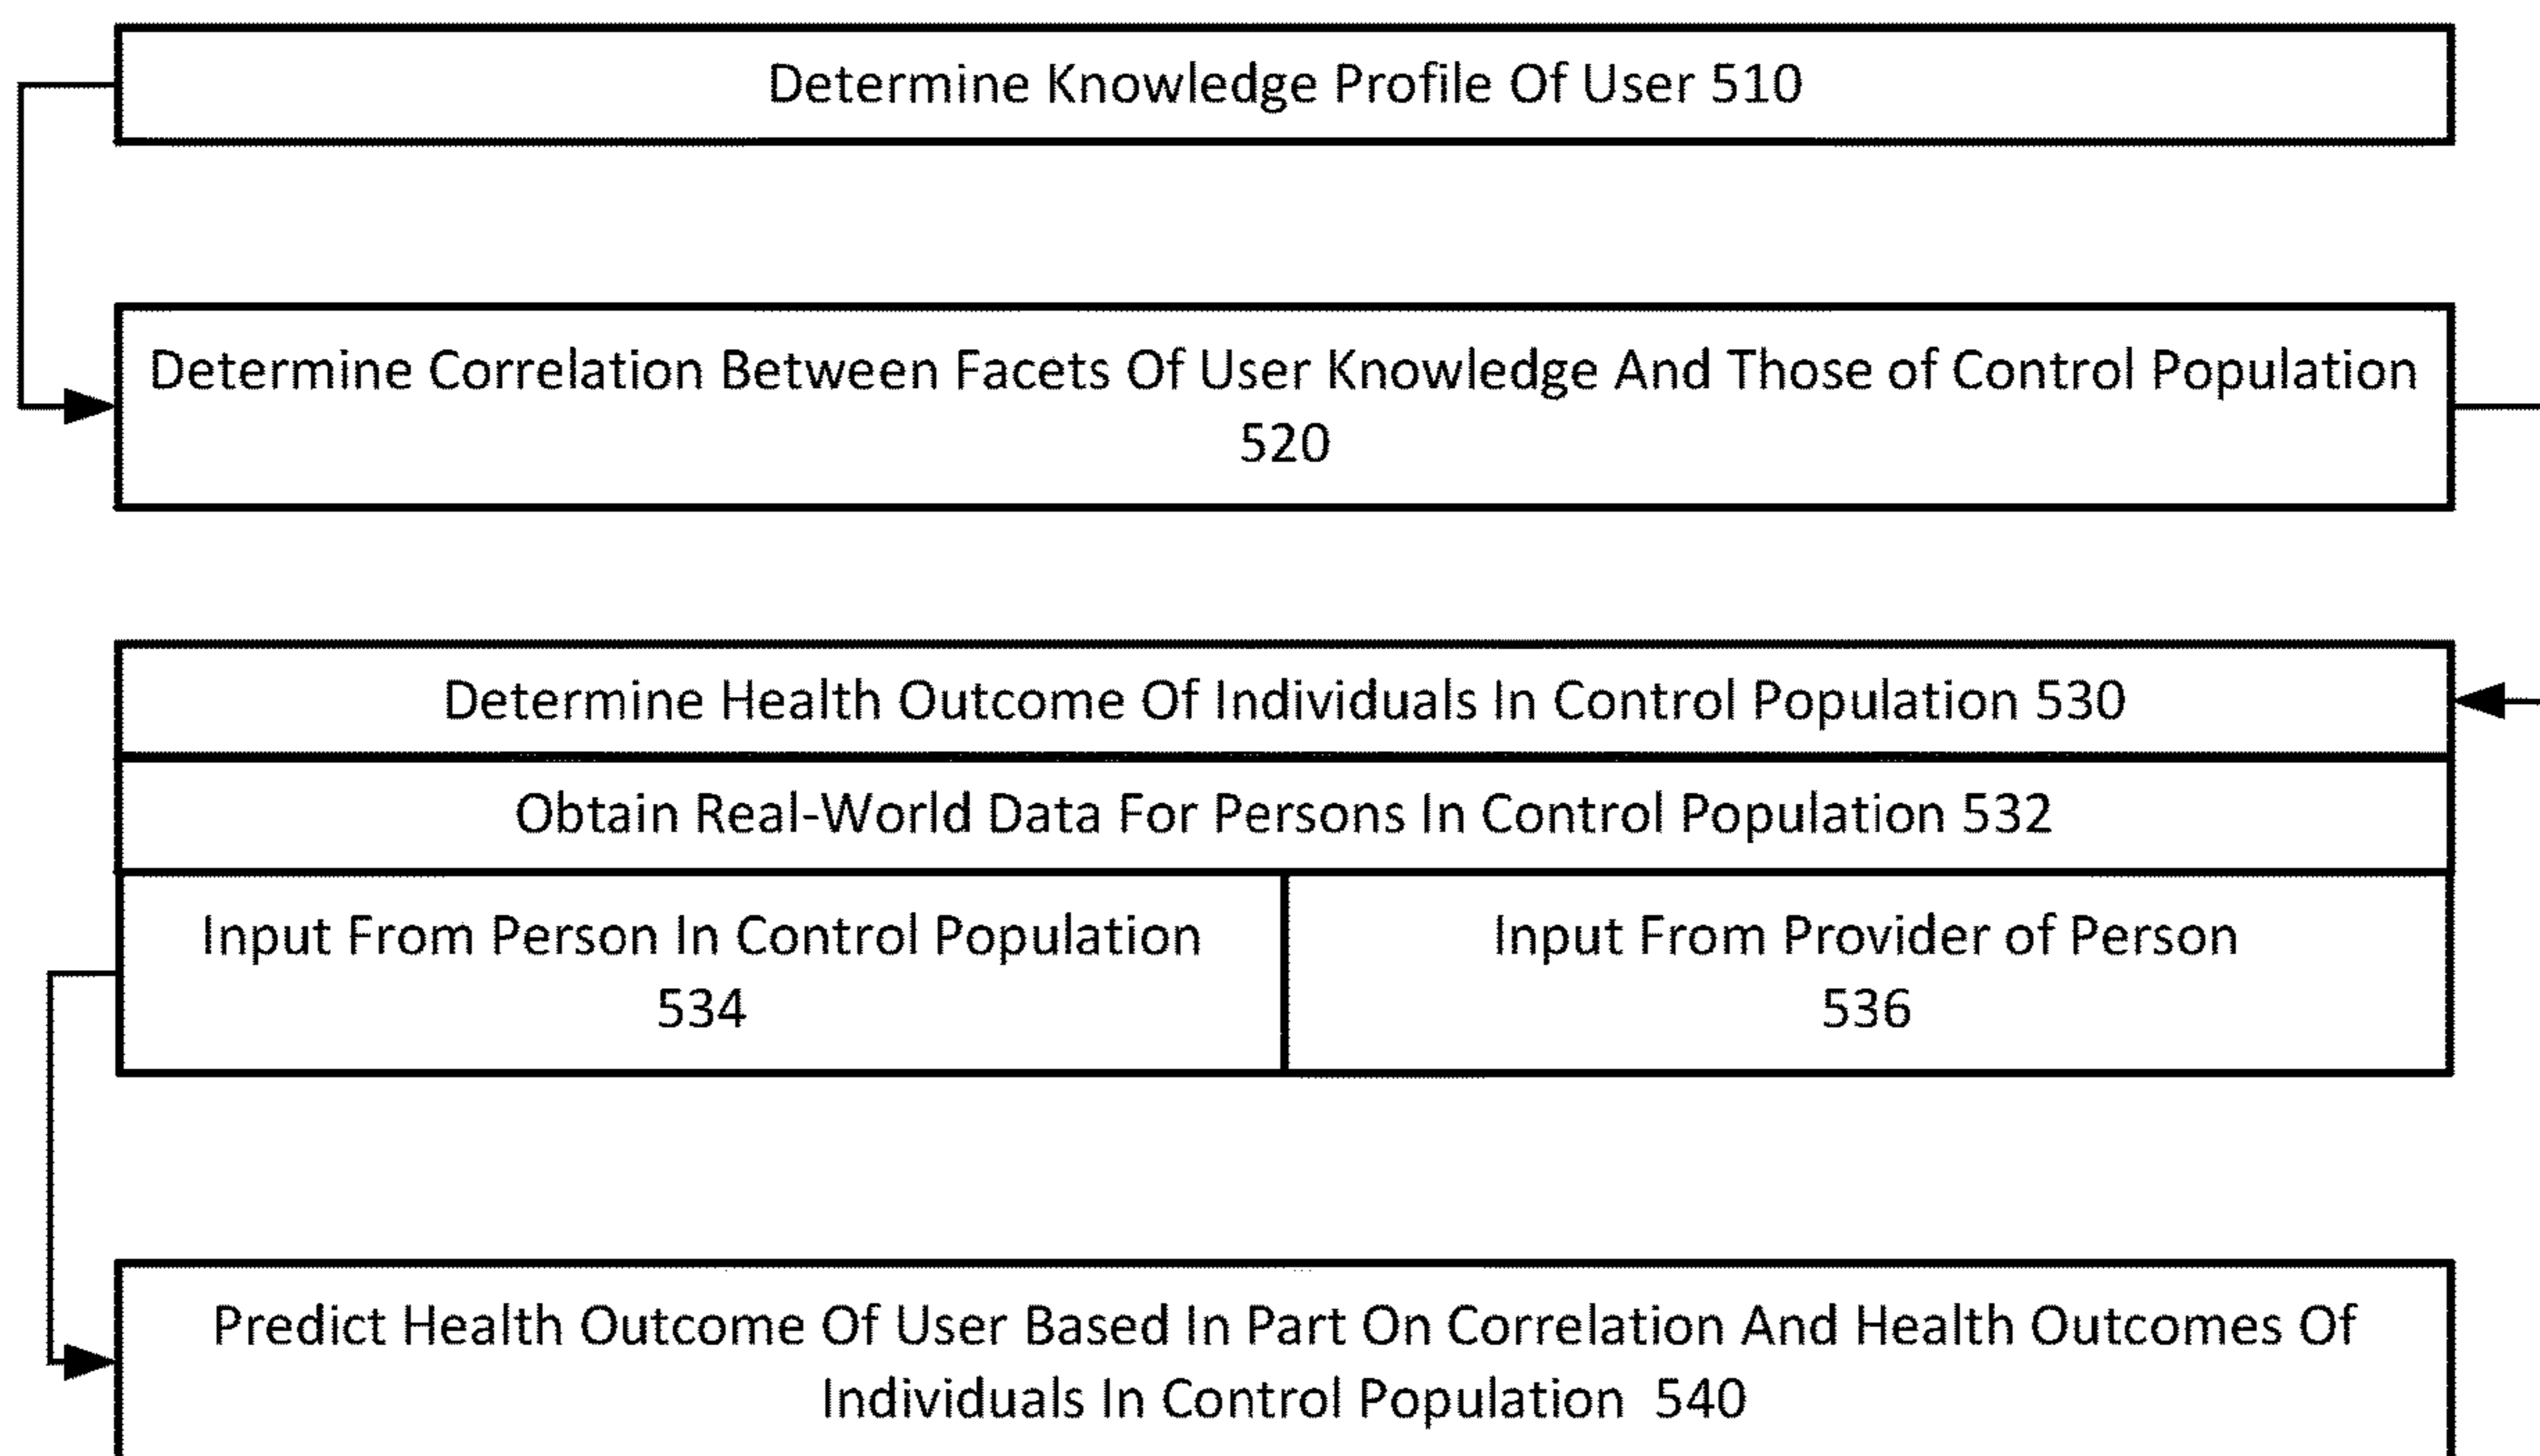 Determine Knowledge Profile Of User 510
Determine Correlation Between Facets Of User Knowledge And Those of Control Population
520
Determine Health Outcome Of Individuals In Control Population 530
Obtain Real-World Data For Persons In Control Population 532
Input From Person In Control Population
534
Input From Provider of Person
536
Predict Health Outcome Of User Based In Part On Correlation And Health Outcomes Of
Individuals In Control Population 540